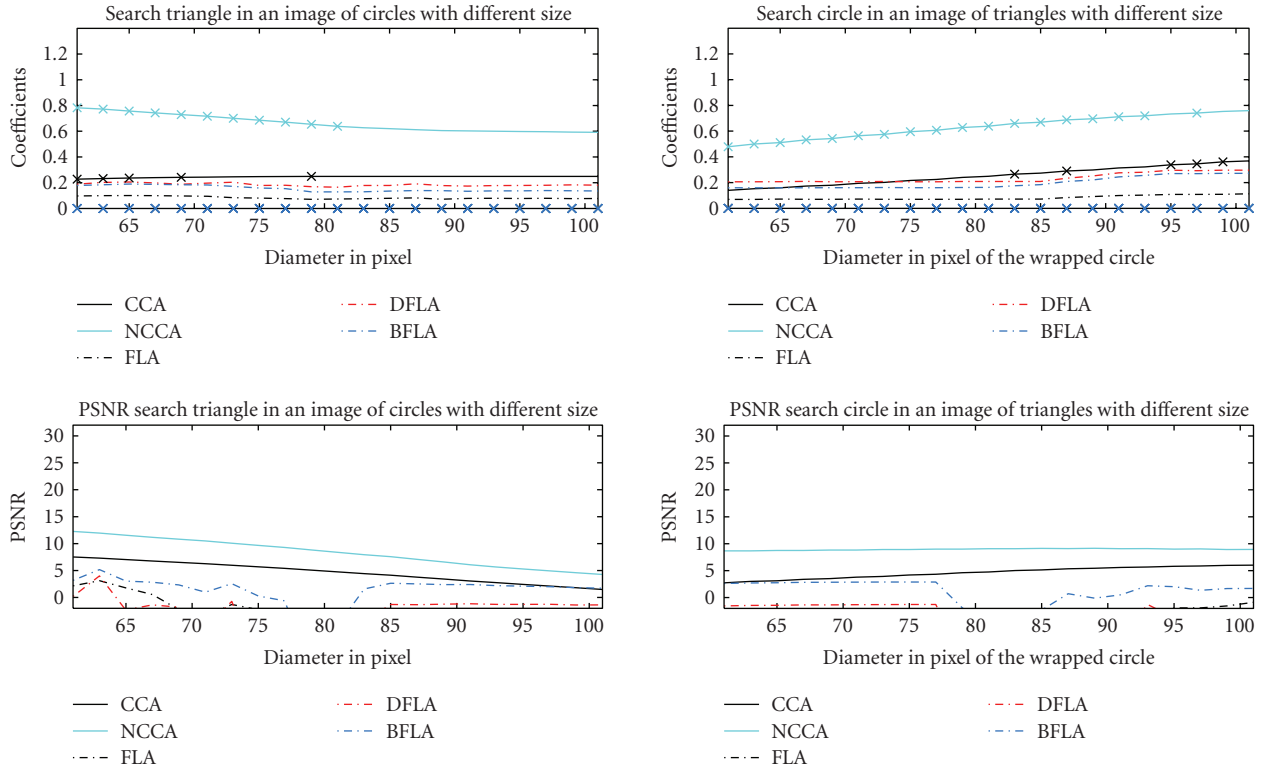 Search triangle in an image of circles with different size
1.2
1
0.8
0.6
0.4
0.2
0
Coefficients
65 70 75 80 85 90 95 100
Diameter in pixel
CCA
NCCA
FLA
DFLA
BFLA
Search circle in an image of triangles with different size
1.2
1
0.8
0.6
0.4
0.2
0
Coefficients
65 70 75 80 85 90 95 100
Diameter in pixel of the wrapped circle
CCA
NCCA
FLA
DFLA
BFLA
PSNR search triangle in an image of circles with different size
30
25
20
15
10
5
0
PSNR
65 70 75 80 85 90 95 100
Diameter in pixel
CCA
NCCA
FLA
DFLA
BFLA
PSNR search circle in an image of triangles with different size
30
25
20
15
10
5
0
PSNR
65 70 75 80 85 90 95 100
Diameter in pixel of the wrapped circle
CCA
NCCA
FLA
DFLA
BFLA